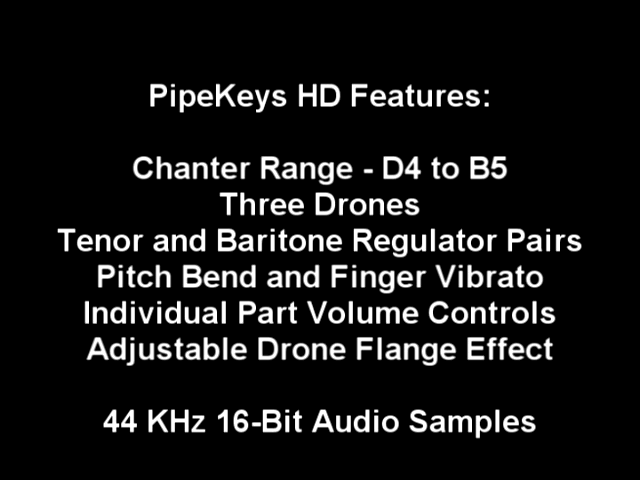 PipeKeys HD Features:
Chanter Range - D4 to B5
Three Drones
Tenor and Baritone Regulator Pairs
Pitch Bend and Finger Vibrato
Individual Part Volume Controls
Adjustable Drone Flange Effect
44 KHz 16-Bit Audio Samples